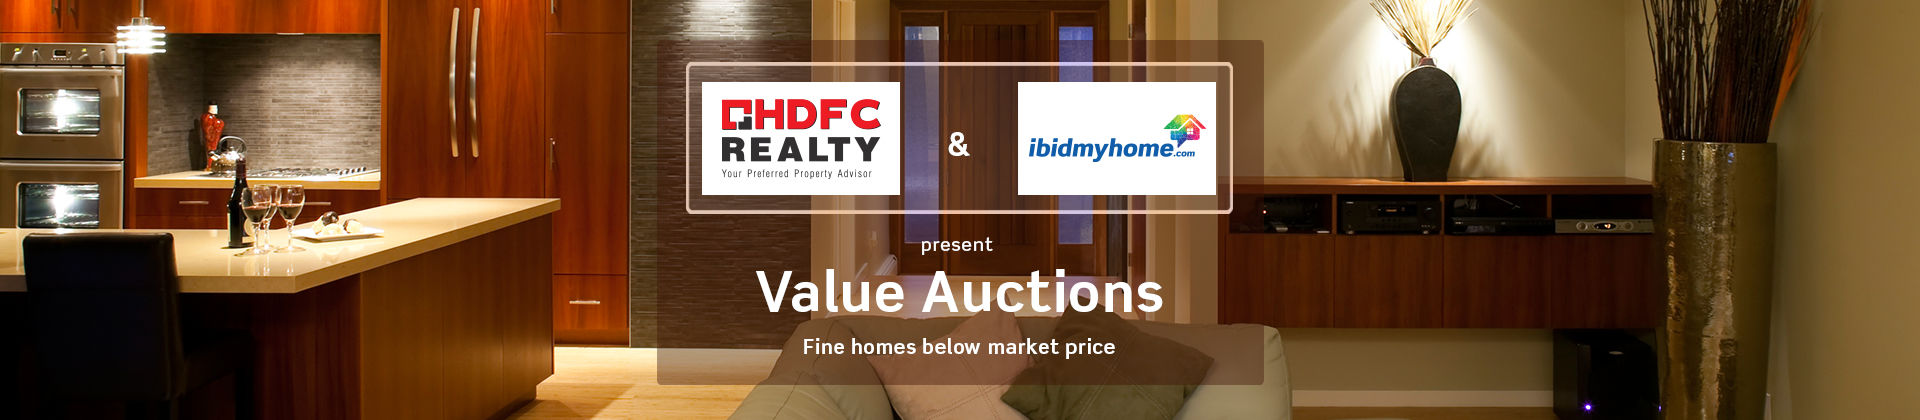 HDFC
REALTY
Your Preferred Property Advisor
&
ibidmyhome.com
present
Value Auctions
Fine homes below market price